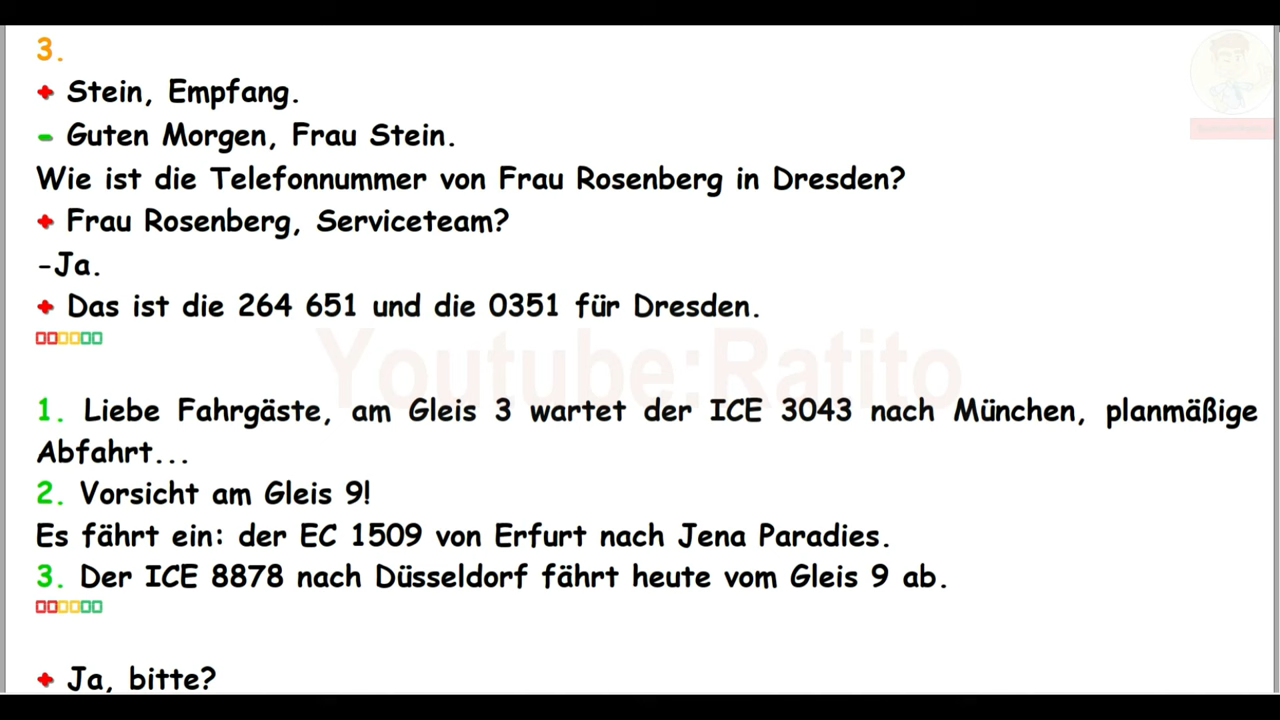 3.
+ Stein, Empfang.
- Guten Morgen, Frau Stein.
Wie ist die Telefonnummer von Frau Rosenberg in Dresden?
+ Frau Rosenberg, Serviceteam?
-Ja.
+ Das ist die 264 651 und die 0351 für Dresden.
Youtube:Ratito
1. Liebe Fahrgäste, am Gleis 3 wartet der ICE 3043 nach München, planmäßige
Abfahrt...
2. Vorsicht am Gleis 9!
Es fährt ein: der EC 1509 von Erfurt nach Jena Paradies.
3. Der ICE 8878 nach Düsseldorf fährt heute vom Gleis 9 ab.
+ Ja, bitte?